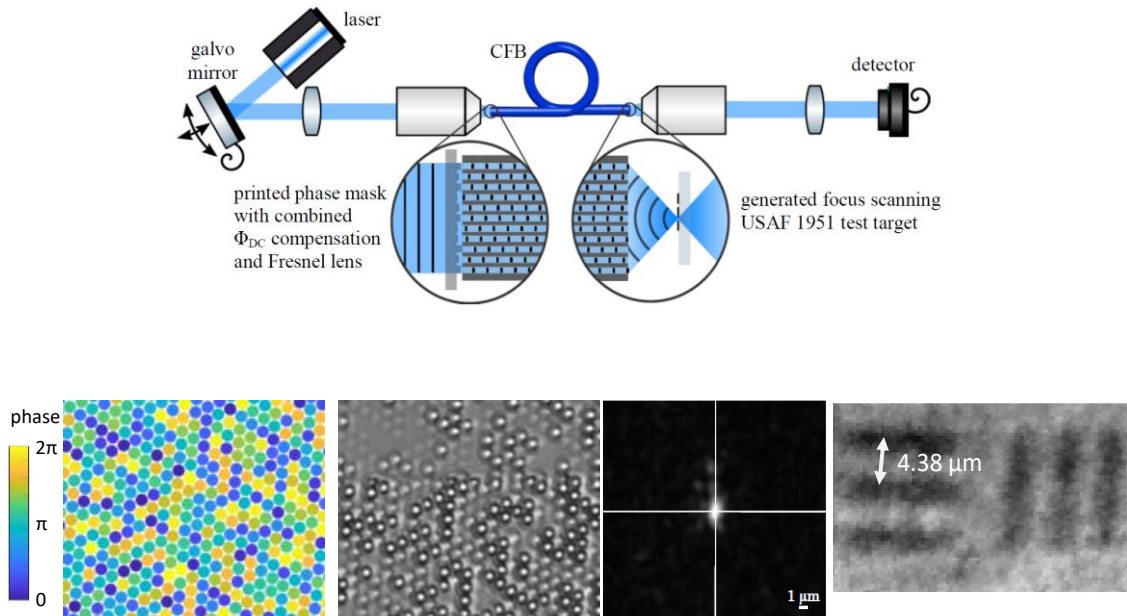 laser
galvo
mirror
CFB
detector
printed phase mask
with combined
ΦDC compensation
and Fresnel lens
generated focus scanning
USAF 1951 test target
phase
2π
π
0
1 μm
4.38 μm